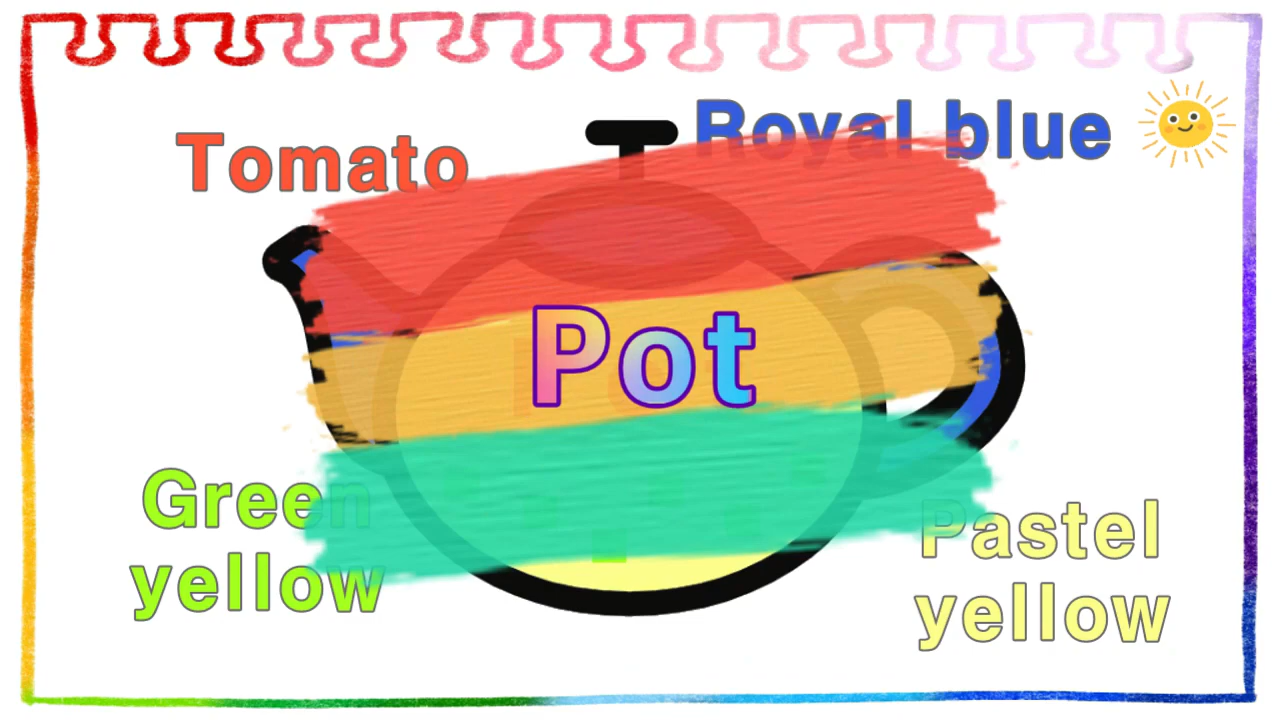 Royal blue
Tomato
Pot
Green
yellow
Pastel
yellow